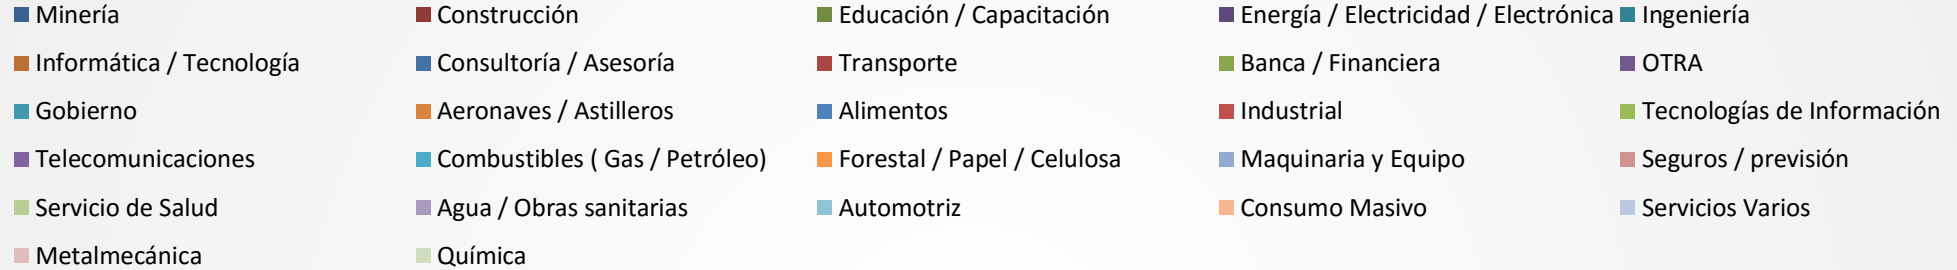 Minería Construcción Educación / Capacitación Energía / Electricidad / Electrónica Ingeniería
Informática / Tecnología Consultoría / Asesoría Transporte Banca / Financiera OTRA
Gobierno Aeronaves / Astilleros Alimentos Industrial Tecnologías de Información
Telecomunicaciones Combustibles ( Gas / Petróleo) Forestal / Papel / Celulosa Maquinaria y Equipo Seguros / previsión
Servicio de Salud Agua / Obras sanitarias Automotriz Consumo Masivo Servicios Varios
Metalmecánica Química